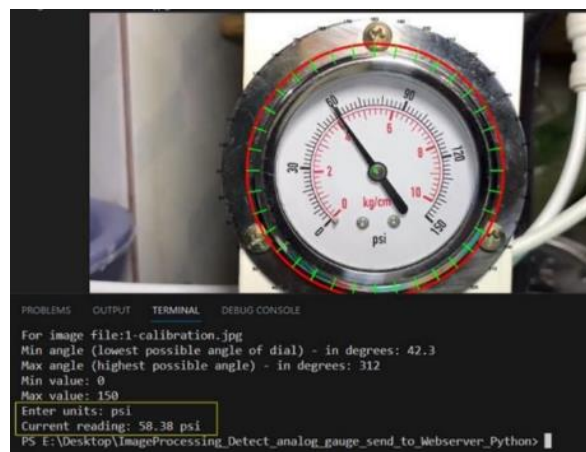 60
90
30
120
0
150
0
2
6
8
10
kg/cm
psi
PROBLEMS OUTPUT TERMINAL DEBUG CONSOLE
For image file:1-calibration.jpg
Min angle (lowest possible angle of dial) - in degrees: 42.3
Max angle (highest possible angle) - in degrees: 312
Min value: 0
Max value: 150
Enter units: psi
Current reading: 58.38 psi
PS E:\Desktop\ImageProcessing_Detect_analog_gauge_send_to_Webserver_Python>